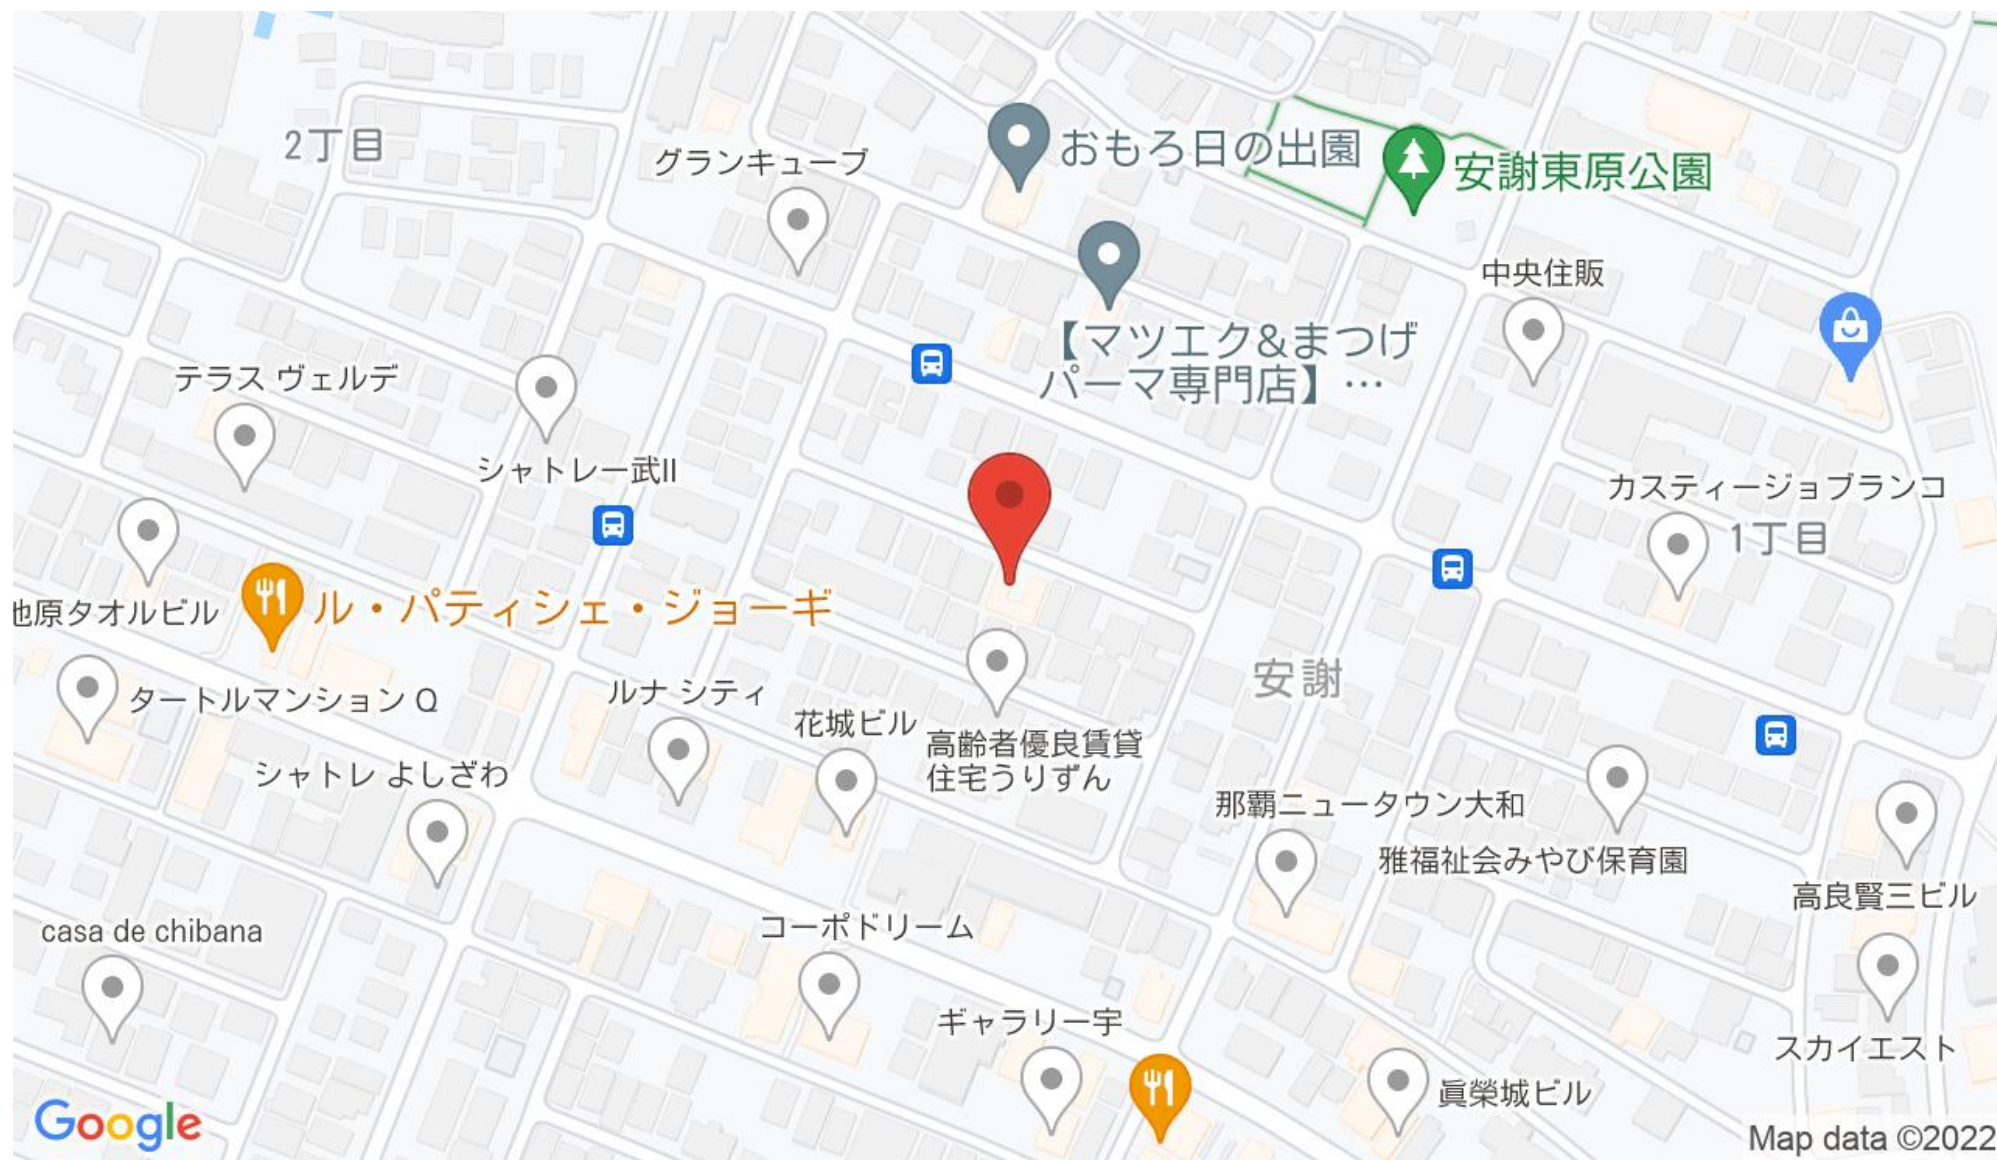 2丁目
グランキューブ
おもろ日の出園
安謝東原公園
中央住販
【マツエク&まつげ
パーマ専門店】…
テラス ヴェルデ
シャトレー武II
カスティージョブランコ
1丁目
地原タオルビル
ル・パティシェ・ジョーギ
安謝
タートルマンション Q
ルナ シティ
花城ビル
高齢者優良賃貸
住宅うりずん
シャトレ よしざわ
那覇ニュータウン大和
雅福祉会みやび保育園
高良賢三ビル
casa de chibana
コーポドリーム
ギャラリー宇
スカイエスト
眞榮城ビル
Google
Map data ©2022